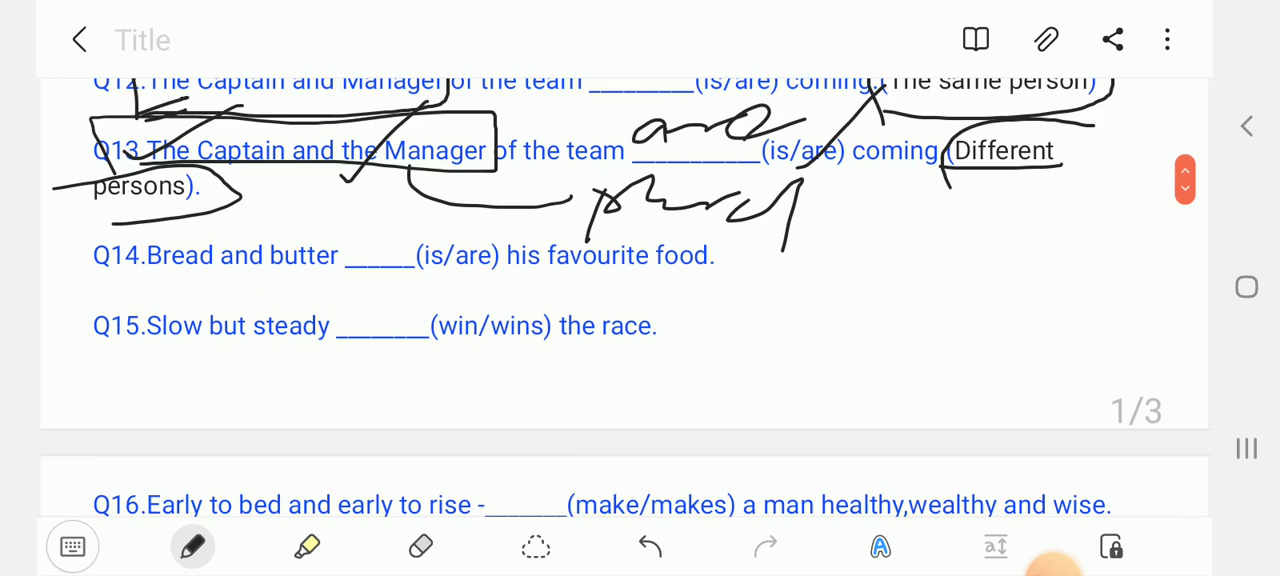 Title
Q12.The Captain and Manager of the team ________(is/are) coming.(The same person)
are
Q13.The Captain and the Manager of the team __________(is/are) coming (Different
persons).
plural
Q14.Bread and butter ______(is/are) his favourite food.
Q15.Slow but steady ________(win/wins) the race.
1/3
Q16.Early to bed and early to rise -_______(make/makes) a man healthy,wealthy and wise.